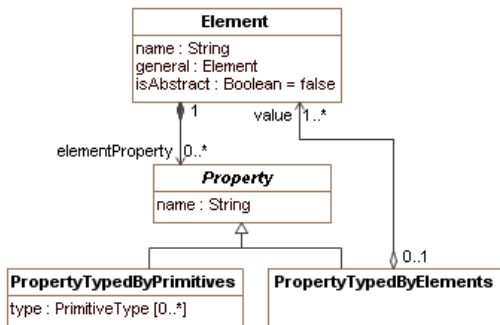 Element
name : String
general : Element
isAbstract : Boolean = false
1
value 1..*
elementProperty 0..*
Property
name : String
0..1
PropertyTypedByPrimitives
type : PrimitiveType [0..*]
PropertyTypedByElements